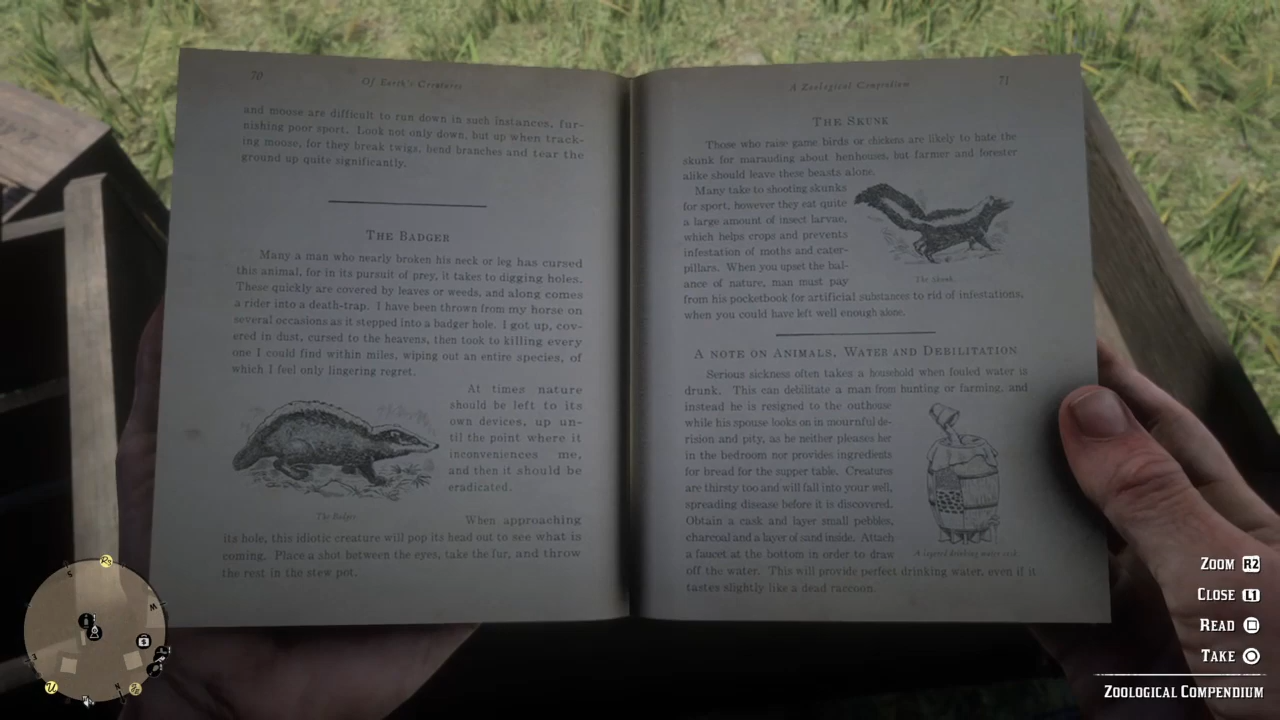 70
Of Earth's Creatures
and moose are difficult to run down in such instances, fur-
nishing poor sport. Look not only down, but up when track-
ing moose, for they break twigs, bend branches and tear the
ground up quite significantly.
THE BADGER
Many a man who nearly broken his neck or leg has cursed
this animal, for in its pursuit of prey, it takes to digging holes.
These quickly are covered by leaves or weeds, and along comes
a rider into a death-trap. I have been thrown from my horse on
several occasions as it stepped into a badger hole. I got up, cov-
ered in dust, cursed to the heavens, then took to killing every
one I could find within miles, wiping out an entire species, of
which I feel only lingering regret.
At times nature
should be left to its
own devices, up un-
til the point where it
inconveniences me,
and then it should be
eradicated.
The Badger
When approaching
its hole, this idiotic creature will pop its head out to see what is
coming. Place a shot between the eyes, take the fur, and throw
the rest in the stew pot.
A Zoological Compendium
71
THE SKUNK
Those who raise game birds or chickens are likely to hate the
skunk for marauding about henhouses, but farmer and forester
alike should leave these beasts alone.
Many take to shooting skunks
for sport, however they eat quite
a large amount of insect larvae,
which helps crops and prevents
infestation of moths and cater-
pillars. When you upset the bal-
ance of nature, man must pay
The Skunk.
from his pocketbook for artificial substances to rid of infestations,
when you could have left well enough alone.
A NOTE ON ANIMALS, WATER AND DEBILITATION
Serious sickness often takes a household when fouled water is
drunk. This can debilitate a man from hunting or farming, and
instead he is resigned to the outhouse
while his spouse looks on in mournful de-
rision and pity, as he neither pleases her
in the bedroom nor provides ingredients
for bread for the supper table. Creatures
are thirsty too and will fall into your well,
spreading disease before it is discovered.
Obtain a cask and layer small pebbles,
charcoal and a layer of sand inside. Attach
a faucet at the bottom in order to draw
A layered drinking water cask.
off the water. This will provide perfect drinking water, even if it
tastes slightly like a dead raccoon.
ZOOM R2
CLOSE L1
READ
TAKE
ZOOLOGICAL COMPENDIUM